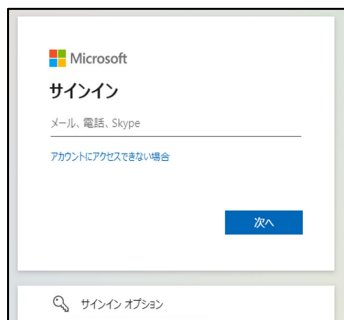 Microsoft
サインイン
メール、電話、Skype
アカウントにアクセスできない場合
次へ
サインイン オプション